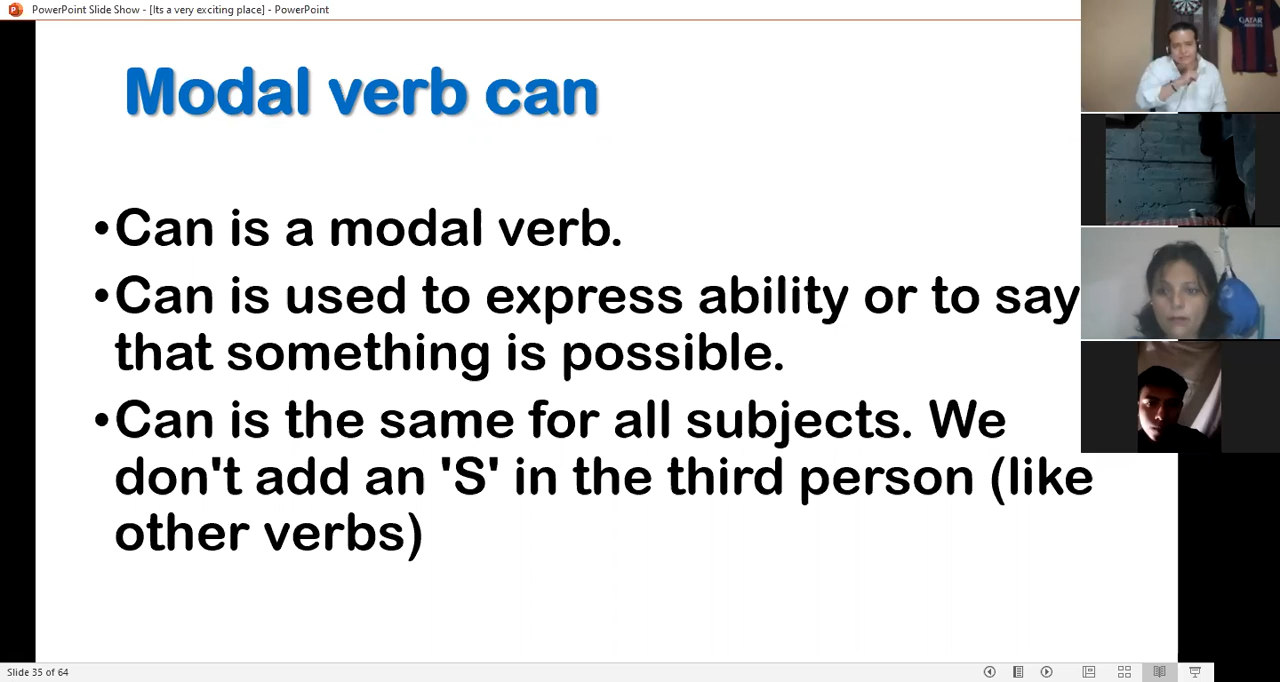 PowerPoint Slide Show - [Its a very exciting place] - PowerPoint
Modal verb can
•Can is a modal verb.
•Can is used to express ability or to say
that something is possible.
•Can is the same for all subjects. We
don't add an 'S' in the third person (like
other verbs)
QATAR
Slide 35 of 64